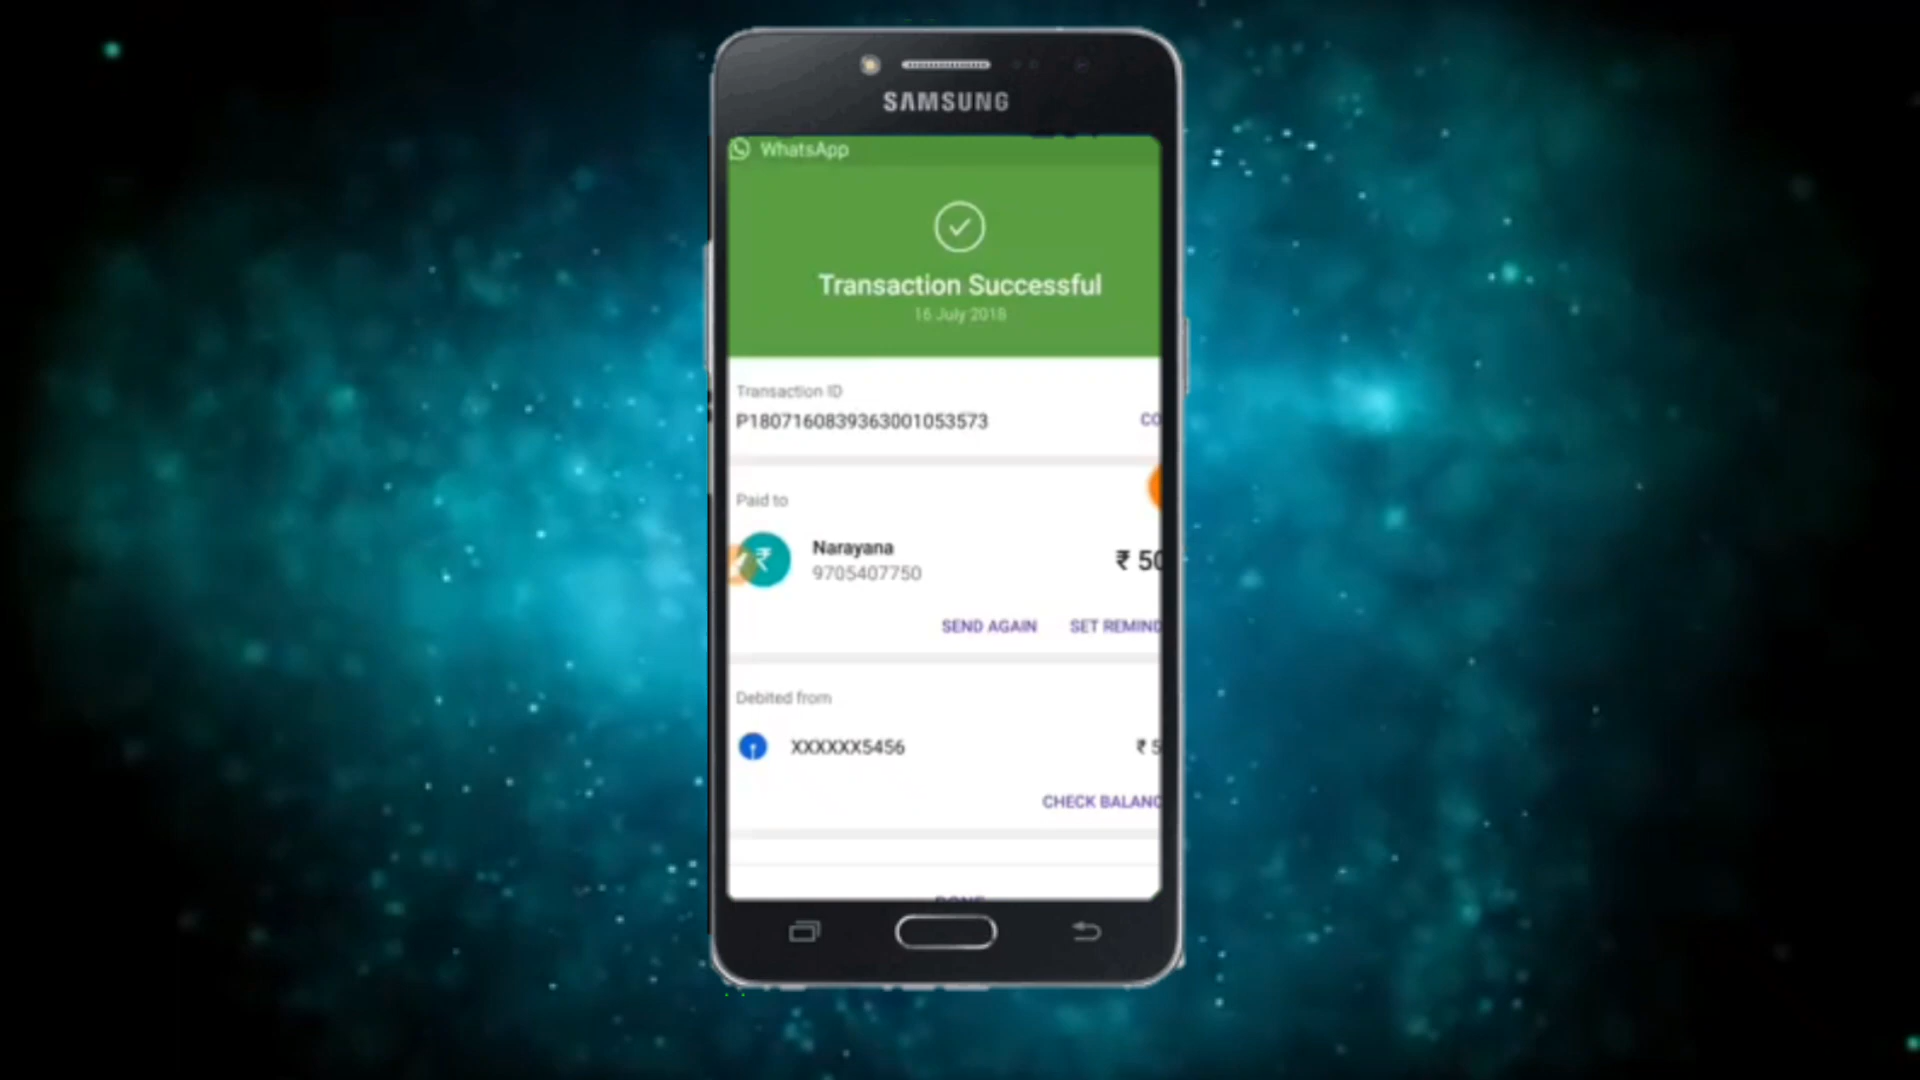 SAMSUNG
WhatsApp
Transaction Successful
16 July 2018
Transaction ID
P1807160839363001053573
CO
Paid to
Narayana
₹ 50
9705407750
SEND AGAIN SET REMIND
Debited from
XXXXXX5456
₹ 5
CHECK BALANC
DONE